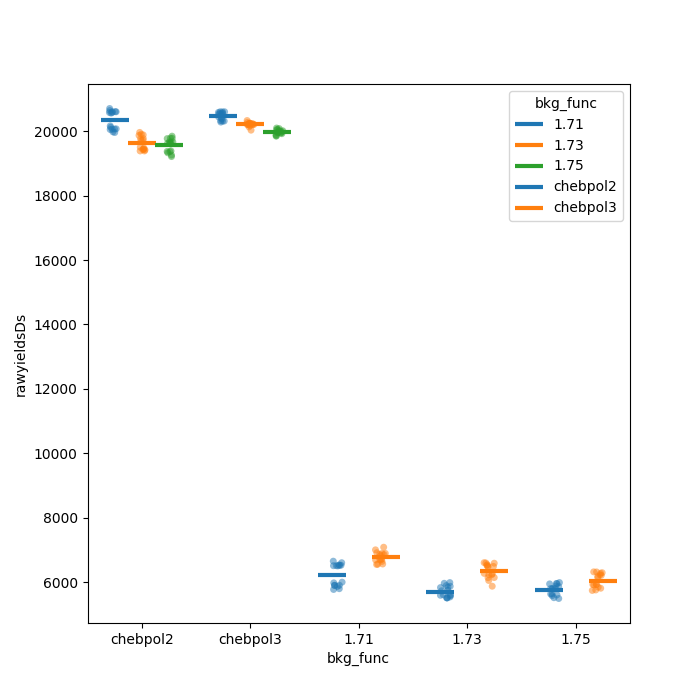 bkg_func
1.71
1.73
1.75
chebpol2
chebpol3
20000
18000
16000
14000
12000
10000
8000
6000
rawyieldsDs
chebpol2
chebpol3
1.71
1.73
1.75
bkg_func